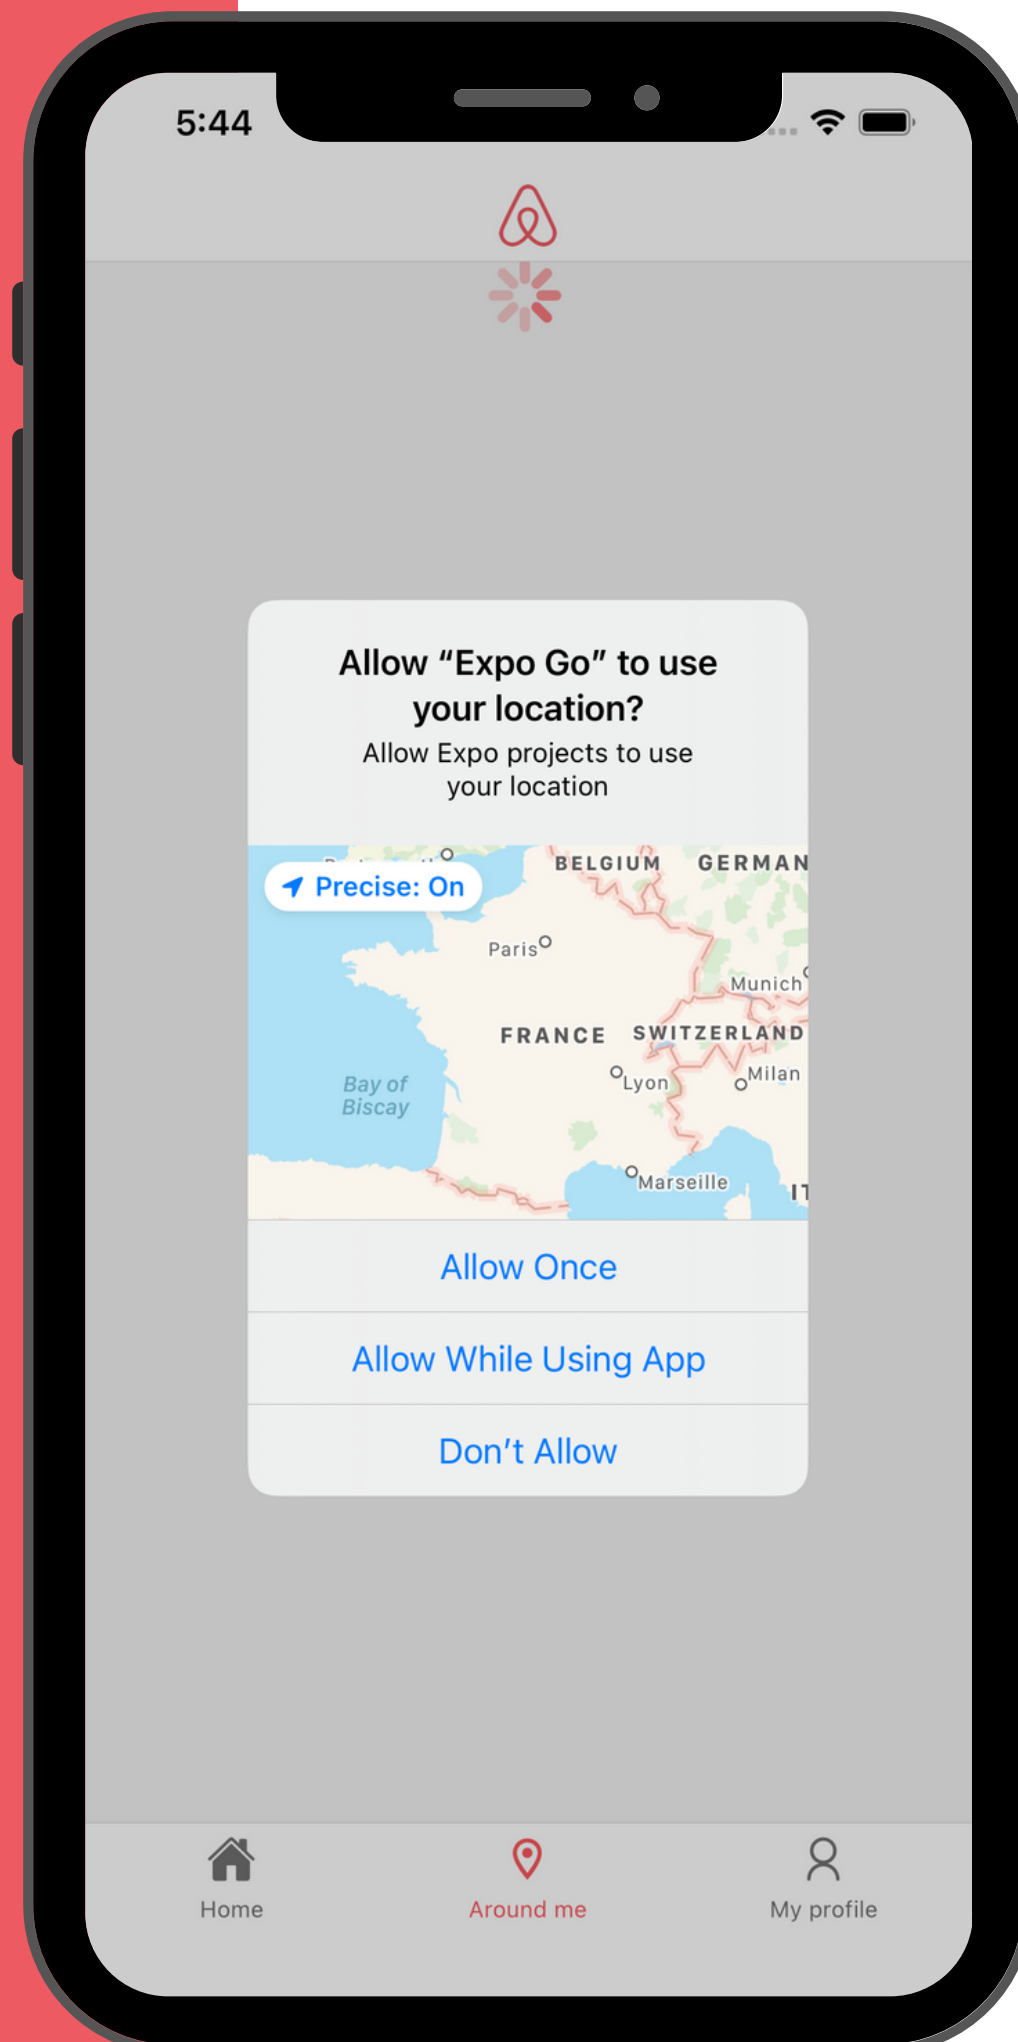 5:44
Allow “Expo Go” to use
your location?
Allow Expo projects to use
your location
BELGIUM
GERMAN
Precise: On
Paris
Munich
FRANCE
SWITZERLAND
Lyon
Milan
Bay of
Biscay
Marseille
IT
Allow Once
Allow While Using App
Don’t Allow
Home
Around me
My profile